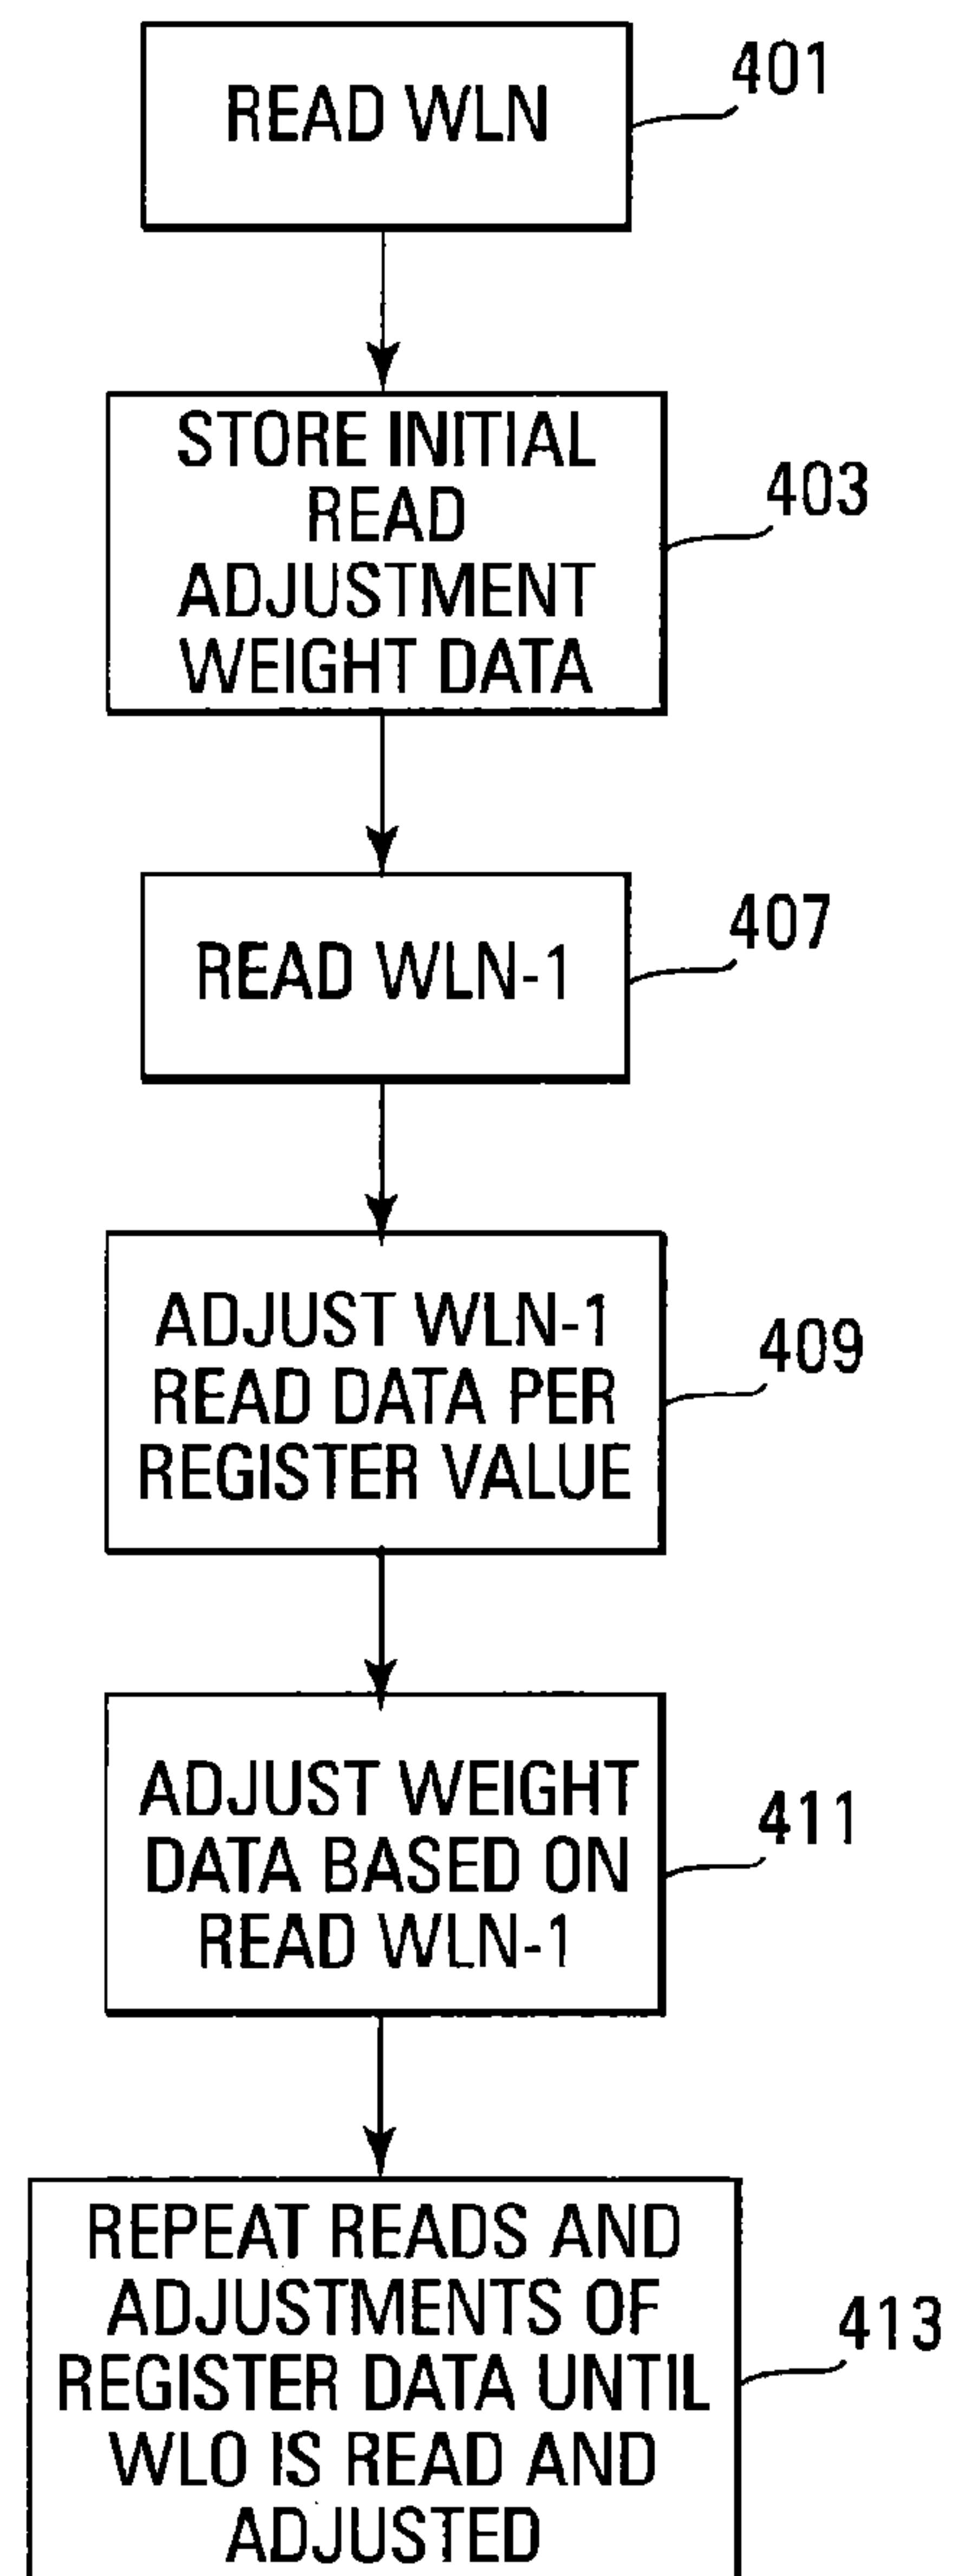 READ WLN
401
STORE INITIAL
READ
ADJUSTMENT
WEIGHT DATA
403
READ WLN-1
407
ADJUST WLN-1
READ DATA PER
REGISTER VALUE
409
ADJUST WEIGHT
DATA BASED ON
READ WLN-1
411
REPEAT READS AND
ADJUSTMENTS OF
REGISTER DATA UNTIL
WLO IS READ AND
ADJUSTED
413